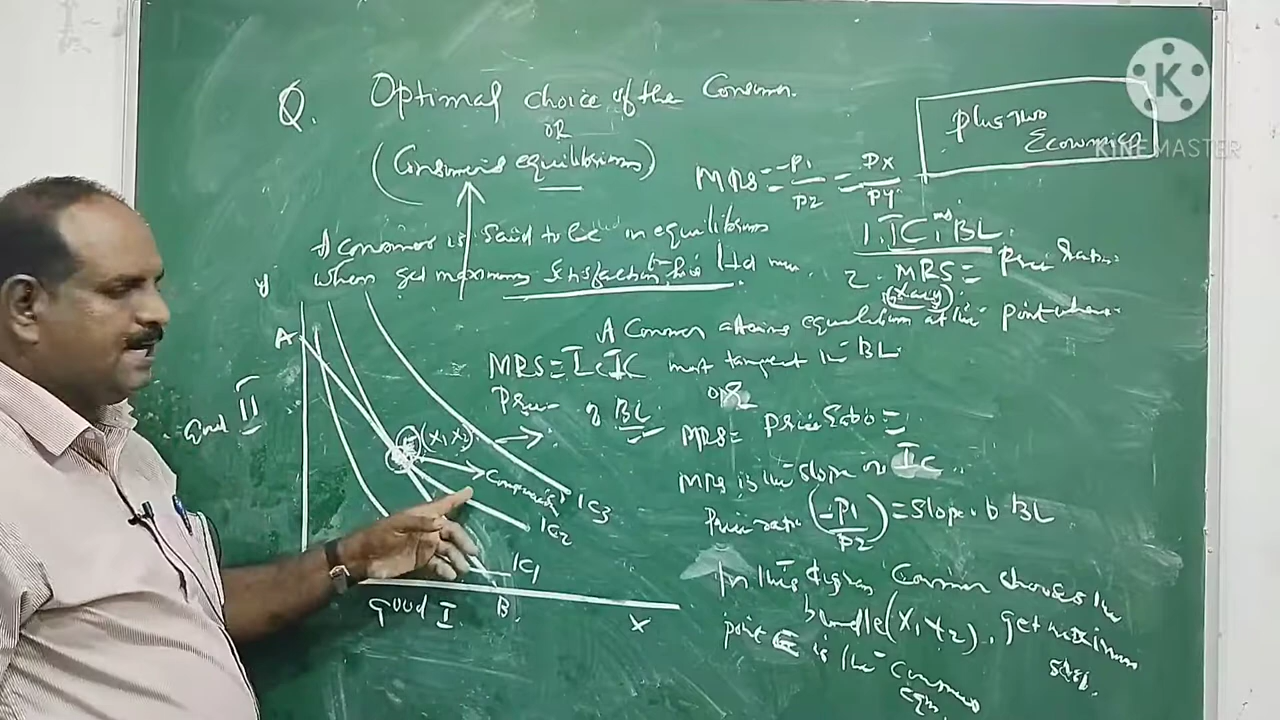 Q. Optimal choice of the Consumer.
OR
(Consumer's equilibrium)
Plus Two
Economics
K
KINEMASTER
MRS = -P1/P2 = Px/Py
1. IC BL.
2. MRS = Price Ratio
(x and y)
A consumer is said to be in equilibrium
when get maximum Satisfaction
A Consumer attains equilibrium at the point where
most tangent the BL.
OR
MRS = Price Ratio =
MRS is the slope of IC
Price ratio (-P1/P2) = slope BL
In this Consumer chooses the
bundle (X1, X2), get maximum
point E is the Consumer
MRS = IC
BL
y
A
good II
E (X1 X2)
IC3
IC2
IC1
good I
B
X